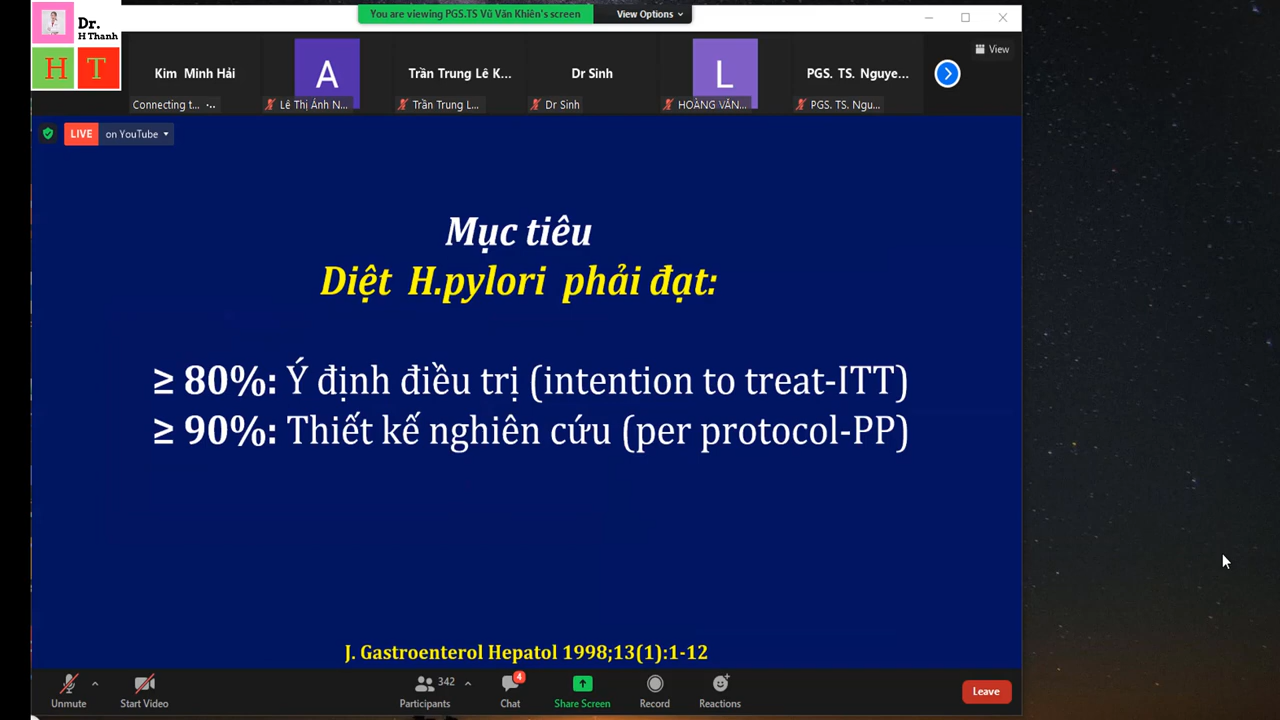 Dr.
H Thanh
H T
You are viewing PGS.TS Vũ Văn Khiên's screen
View Options
View
Kim Minh Hải
A
Trần Trung Lê K...
Dr Sinh
L
PGS. TS. Nguye...
Connecting t...
Lê Thị Ánh N...
Trần Trung L...
Dr Sinh
HOÀNG VĂN...
PGS. TS. Ngu...
LIVE on YouTube
Mục tiêu
Diệt H.pylori phải đạt:
≥ 80%: Ý định điều trị (intention to treat-ITT)
≥ 90%: Thiết kế nghiên cứu (per protocol-PP)
J. Gastroenterol Hepatol 1998;13(1):1-12
342
4
Unmute
Start Video
Participants
Chat
Share Screen
Record
Reactions
Leave